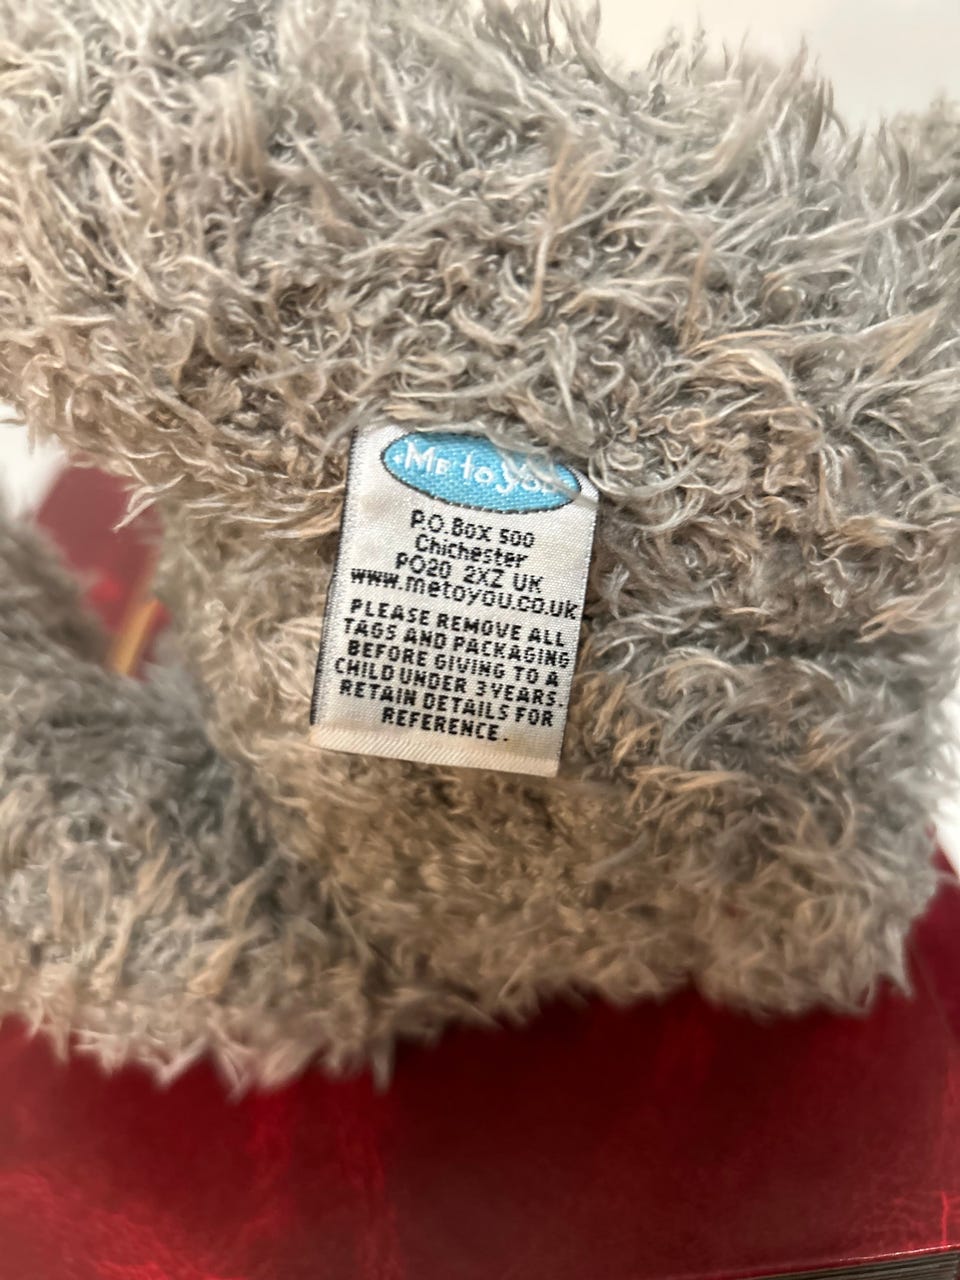 Me to you
P.O. BOX 500
Chichester
PO20 2XZ UK
www.metoyou.co.uk
PLEASE REMOVE ALL
TAGS AND PACKAGING
BEFORE GIVING TO A
CHILD UNDER 3 YEARS.
RETAIN DETAILS FOR
REFERENCE.